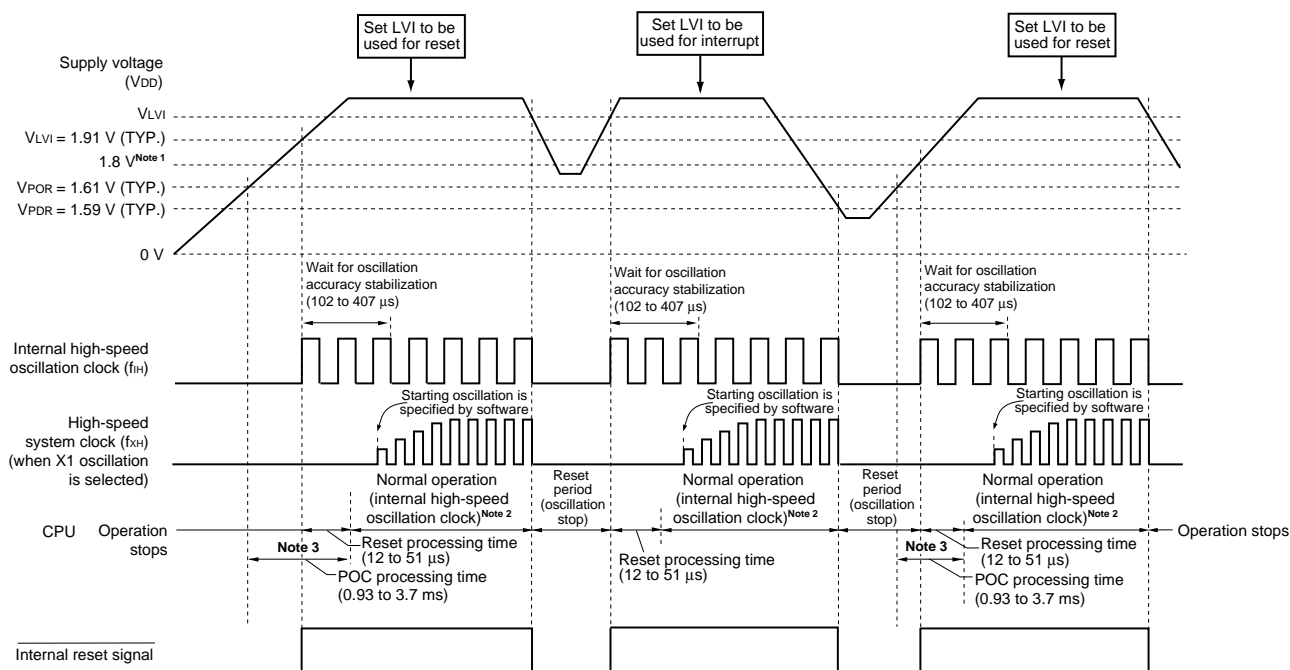 Set LVI to be
used for reset
Set LVI to be
used for interrupt
Set LVI to be
used for reset
Supply voltage
(VDD)
VLVI
VLVI = 1.91 V (TYP.)
1.8 V Note 1
VPOR = 1.61 V (TYP.)
VPDR = 1.59 V (TYP.)
0 V
Wait for oscillation
accuracy stabilization
(102 to 407 μs)
Wait for oscillation
accuracy stabilization
(102 to 407 μs)
Wait for oscillation
accuracy stabilization
(102 to 407 μs)
Internal high-speed
oscillation clock (fIH)
Starting oscillation is
specified by software
Starting oscillation is
specified by software
Starting oscillation is
specified by software
High-speed
system clock (fXH)
(when X1 oscillation
is selected)
Normal operation
(internal high-speed
oscillation clock) Note 2
Reset
period
(oscillation
stop)
Normal operation
(internal high-speed
oscillation clock) Note 2
Reset
period
(oscillation
stop)
Normal operation
(internal high-speed
oscillation clock) Note 2
CPU
Operation
stops
Operation stops
Note 3
Reset processing time
(12 to 51 μs)
POC processing time
(0.93 to 3.7 ms)
Reset processing time
(12 to 51 μs)
Note 3
Reset processing time
(12 to 51 μs)
POC processing time
(0.93 to 3.7 ms)
Internal reset signal